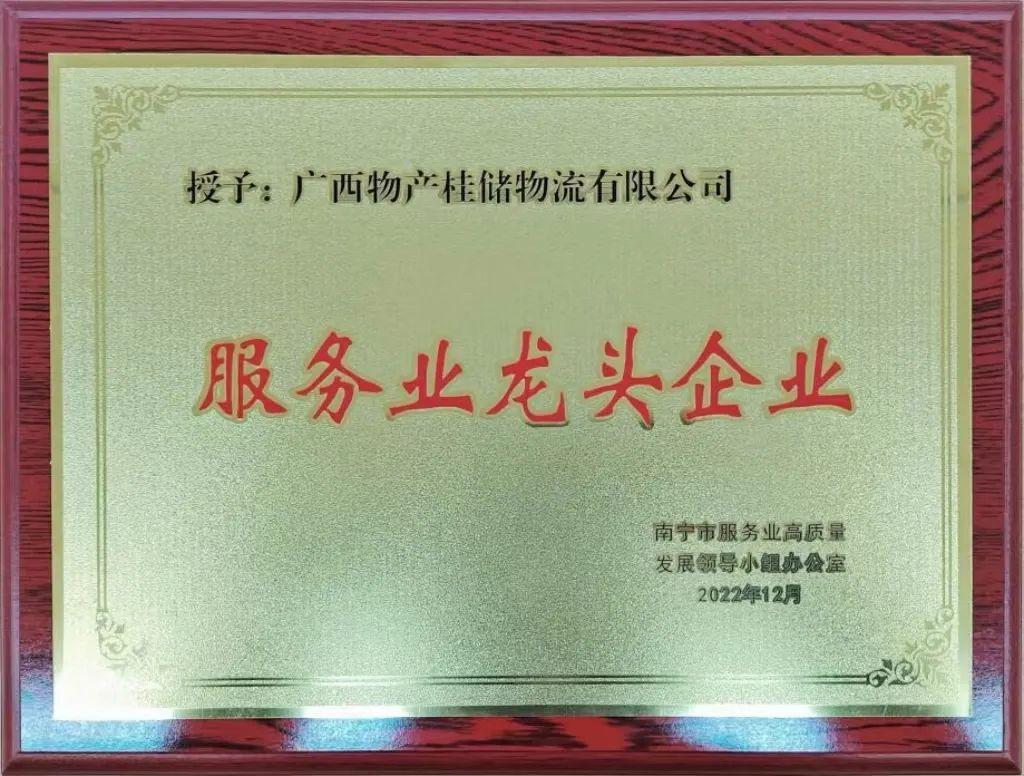 授予：广西物产桂储物流有限公司
服务业龙头企业
南宁市服务业高质量
发展领导小组办公室
2022年12月